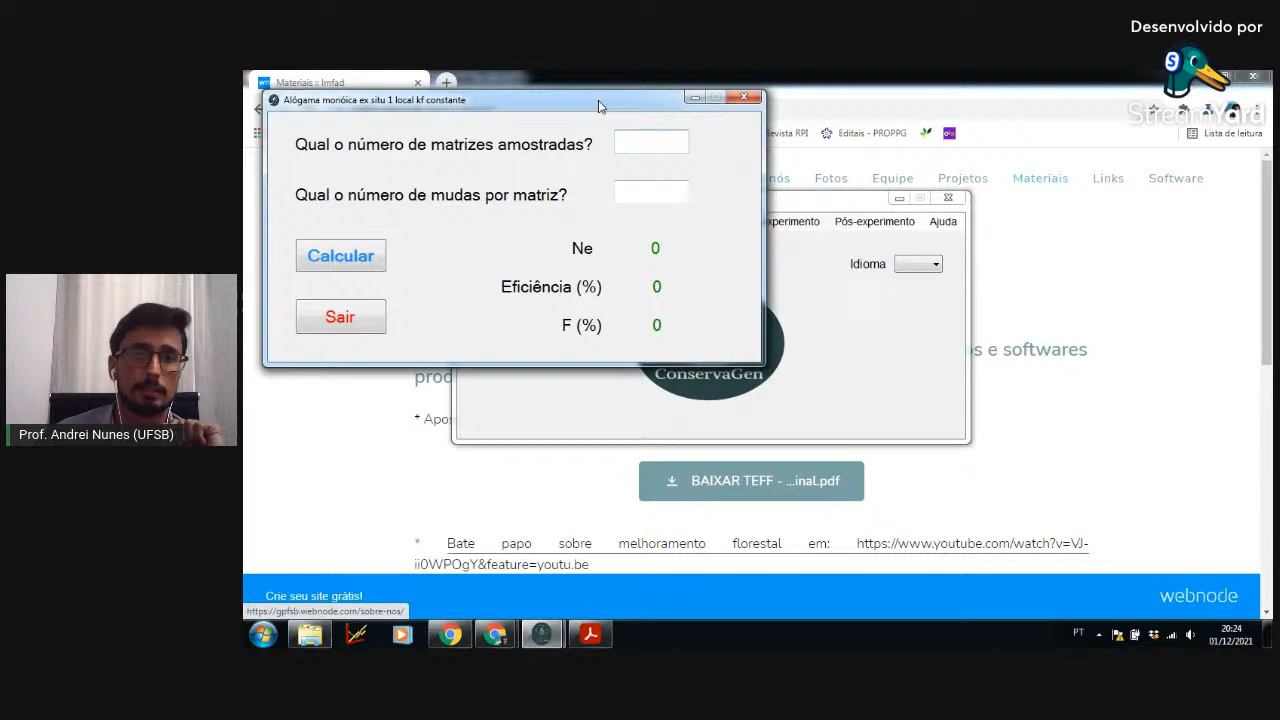 Desenvolvido por
S
StreamYard
Materiais :: lmfad
Alógama monóica ex situ 1 local kf constante
Qual o número de matrizes amostradas?
Qual o número de mudas por matriz?
Calcular
Ne 0
Eficiência (%) 0
Sair
F (%) 0
Revista RPI
Editais - PROPPG
Lista de leitura
nós
Fotos
Equipe
Projetos
Materiais
Links
Software
xperimento
Pós-experimento
Ajuda
Idioma
s e softwares
prod
ConservaGen
* Apos
BAIXAR TEFF - ...inal.pdf
* Bate papo sobre melhoramento florestal em: https://www.youtube.com/watch?v=VJ-
ii0WPOgY&feature=youtu.be
Crie seu site grátis!
webnode
https://gpfsb.webnode.com/sobre-nos/
Prof. Andrei Nunes (UFSB)
PT
20:24
01/12/2021